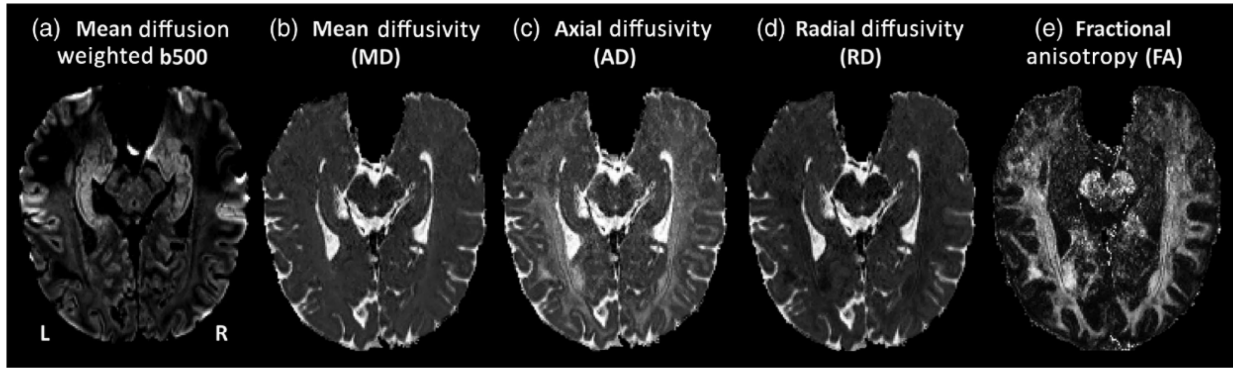 (a) Mean diffusion
weighted b500
(b) Mean diffusivity
(MD)
(c) Axial diffusivity
(AD)
(d) Radial diffusivity
(RD)
(e) Fractional
anisotropy (FA)
L
R